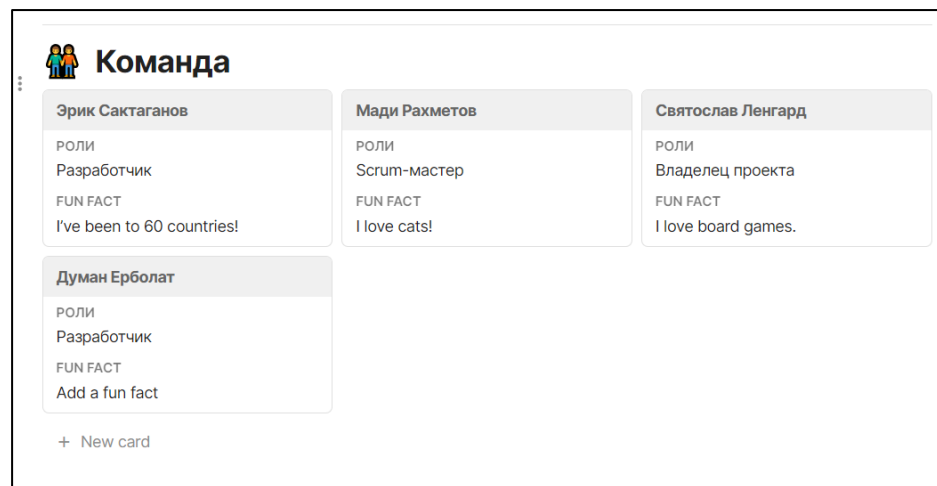 Команда
Эрик Сактаганов
РОЛИ
Разработчик
FUN FACT
I’ve been to 60 countries!
Мади Рахметов
РОЛИ
Scrum-мастер
FUN FACT
I love cats!
Святослав Ленгард
РОЛИ
Владелец проекта
FUN FACT
I love board games.
Думан Ерболат
РОЛИ
Разработчик
FUN FACT
Add a fun fact
+ New card